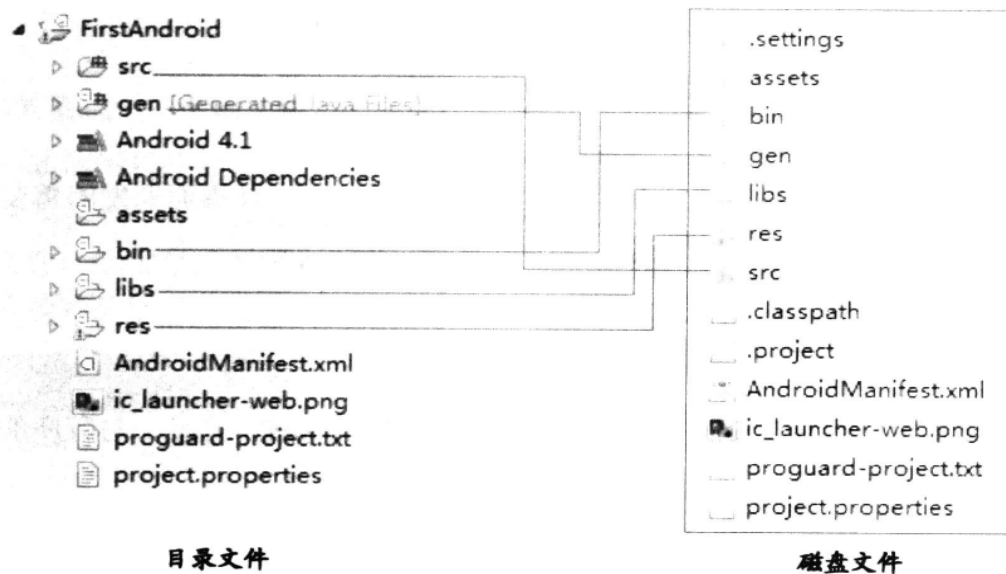 FirstAndroid
src
gen [Generated Java Files]
Android 4.1
Android Dependencies
assets
bin
libs
res
AndroidManifest.xml
ic_launcher-web.png
proguard-project.txt
project.properties
目录文件
.settings
assets
bin
gen
libs
res
src
.classpath
.project
AndroidManifest.xml
ic_launcher-web.png
proguard-project.txt
project.properties
磁盘文件